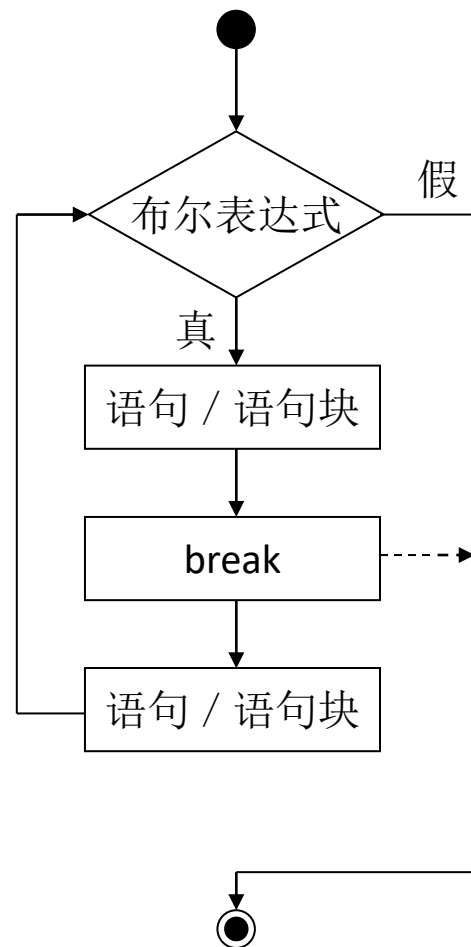 布尔表达式
假
真
语句 / 语句块
break
语句 / 语句块